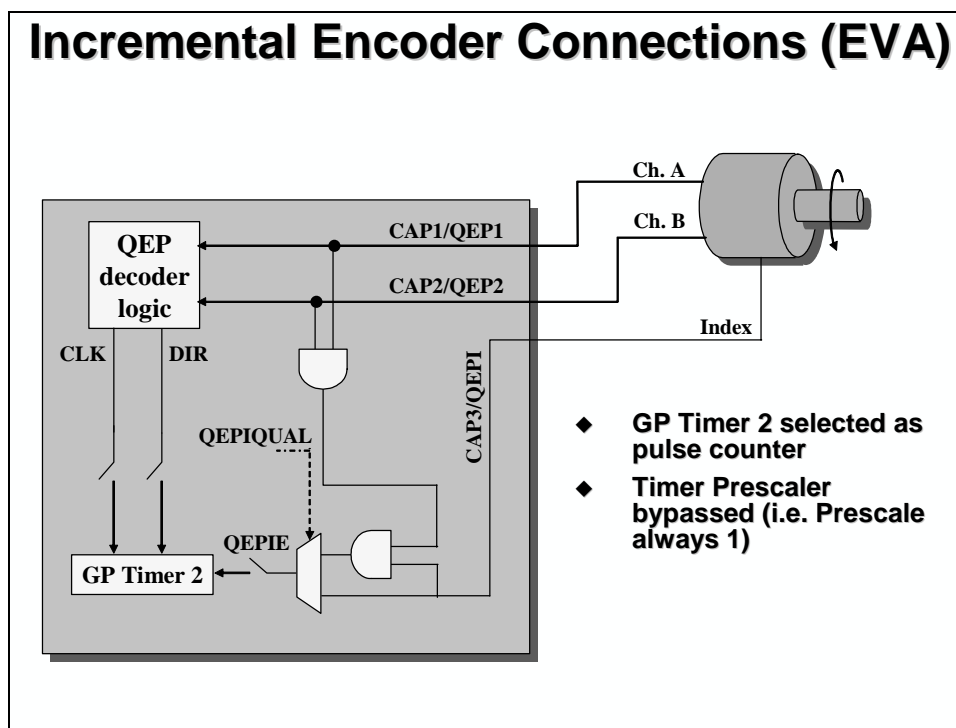 Incremental Encoder Connections (EVA)
Ch. A
Ch. B
Index
CAP1/QEP1
CAP2/QEP2
QEP
decoder
logic
CLK
DIR
CAP3/QEPI
QEPIQUAL
QEPIE
GP Timer 2
◆ GP Timer 2 selected as
pulse counter
◆ Timer Prescaler
bypassed (i.e. Prescale
always 1)